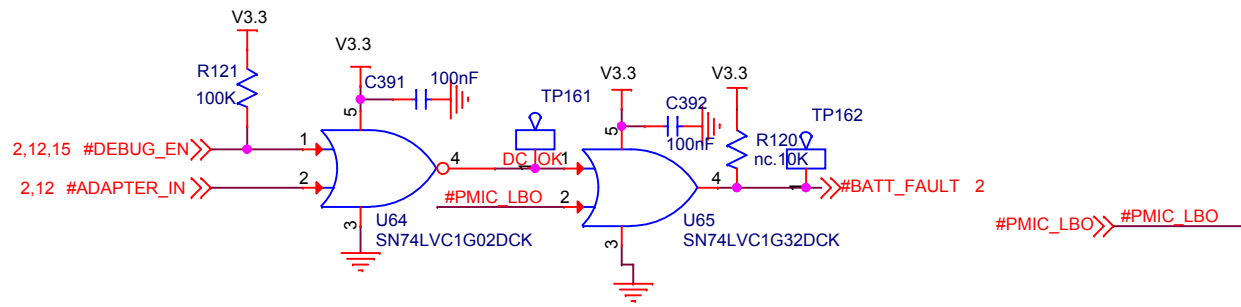 V3.3
V3.3
R121
100K
C391
100nF
5
2,12,15 #DEBUG_EN
1
2,12 #ADAPTER_IN
2
4
3
U64
SN74LVC1G02DCK
TP161
1
DC_OK
V3.3
V3.3
C392
100nF
5
1
#PMIC_LBO
2
4
3
U65
SN74LVC1G32DCK
R120
nc.10K
TP162
1
#BATT_FAULT 2
#PMIC_LBO
#PMIC_LBO